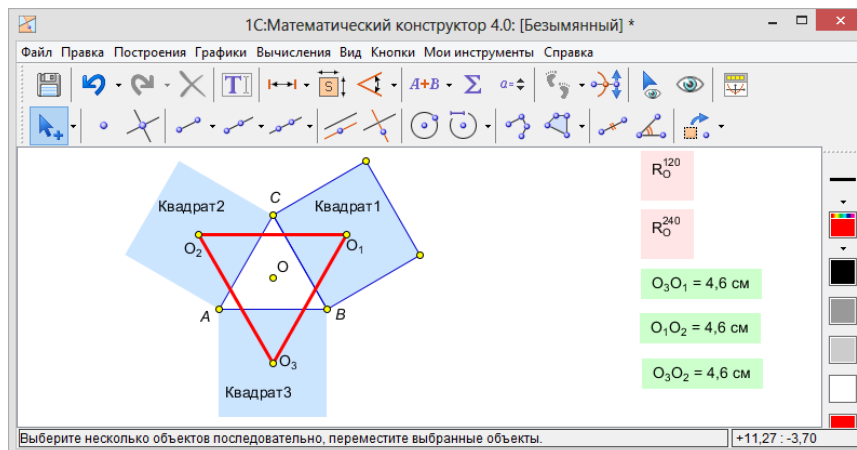 1С:Математический конструктор 4.0: [Безымянный] *
Файл Правка Построения Графики Вычисления Вид Кнопки Мои инструменты Справка
T S A+B Σ a=
C
Квадрат2 Квадрат1
O₂ O₁
O
A B
O₃
Квадрат3
R_O^120
R_O^240
O₃O₁ = 4,6 см
O₁O₂ = 4,6 см
O₃O₂ = 4,6 см
Выберите несколько объектов последовательно, переместите выбранные объекты. +11,27 : -3,70